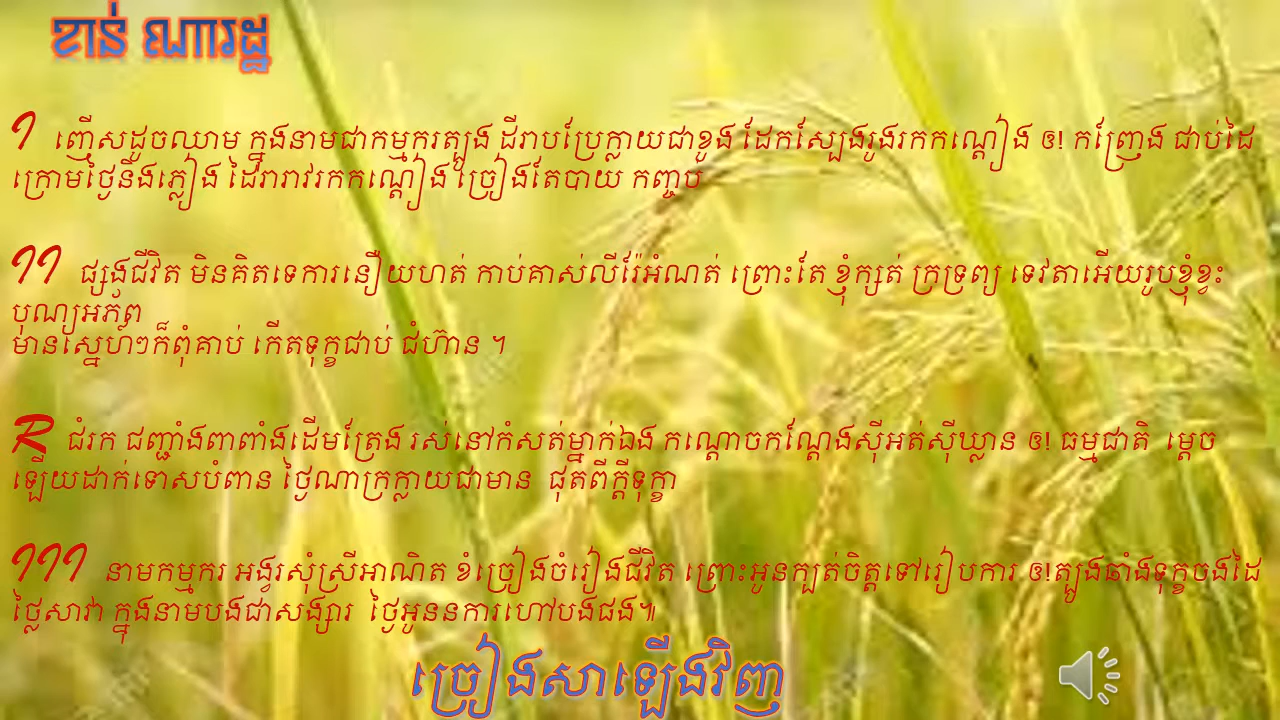 ខាន់ ណារដ្ឋ
I ញើសដូចឈាម ក្នុងនាមជាកម្មករត្បូង ដីរាបប្រែក្លាយជាខួង ដែកស្បែងរូងរកកណ្ដៀង ឲ! កញ្រ្ជែង ជាប់ដៃ
ក្រោមថ្ងៃនិងភ្លៀង ដៃរារាវរកកណ្ដៀង ច្រៀងតែបាយ កញ្ចប់
II ផ្សងជីវិត មិនគិតទេការនឿយហត់ កាប់គាស់លីរ៉ែអំណត់ ព្រោះតែ ខ្ញុំក្សត់ ក្រទ្រព្យ ទេវតាអើយរូបខ្ញុំខ្វះ
បុណ្យអភ័ព
មានស្នេហ៍ៗក៏ពុំគាប់ កើតទុក្ខជាប់ ជំហ៊ាន ។
R ជំរក ជញ្ជាំងពាពាំងដើមត្រែង រស់នៅកំសត់ម្នាក់ឯង កណ្ដោចកណ្ដែងស៊ីអត់ស៊ីឃ្លាន ឲ! ធម្មជាតិ ម្ដេច
ឡើយដាក់ទោសបំពាន ថ្ងៃណាក្រក្លាយជាមាន ផុតពីក្ដីទុក្ខា
III នាមកម្មករ អង្វរសុំស្រីអាណិត ខំច្រៀងចំរៀងជីវិត ព្រោះអូនក្បត់ចិត្តទៅរៀបការ ឲ!ត្បូងឆាំងទុក្ខចងដៃ
ថ្លៃសាវា ក្នុងនាមបងជាសង្សារ ថ្ងៃអូននការហៅបងផង៕
ច្រៀងសាឡើងវិញ